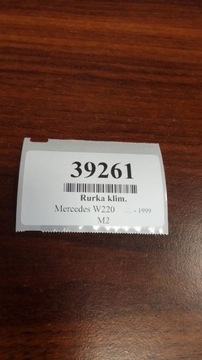 39261
Rurka klim.
Mercedes W220 ... - 1999
M2